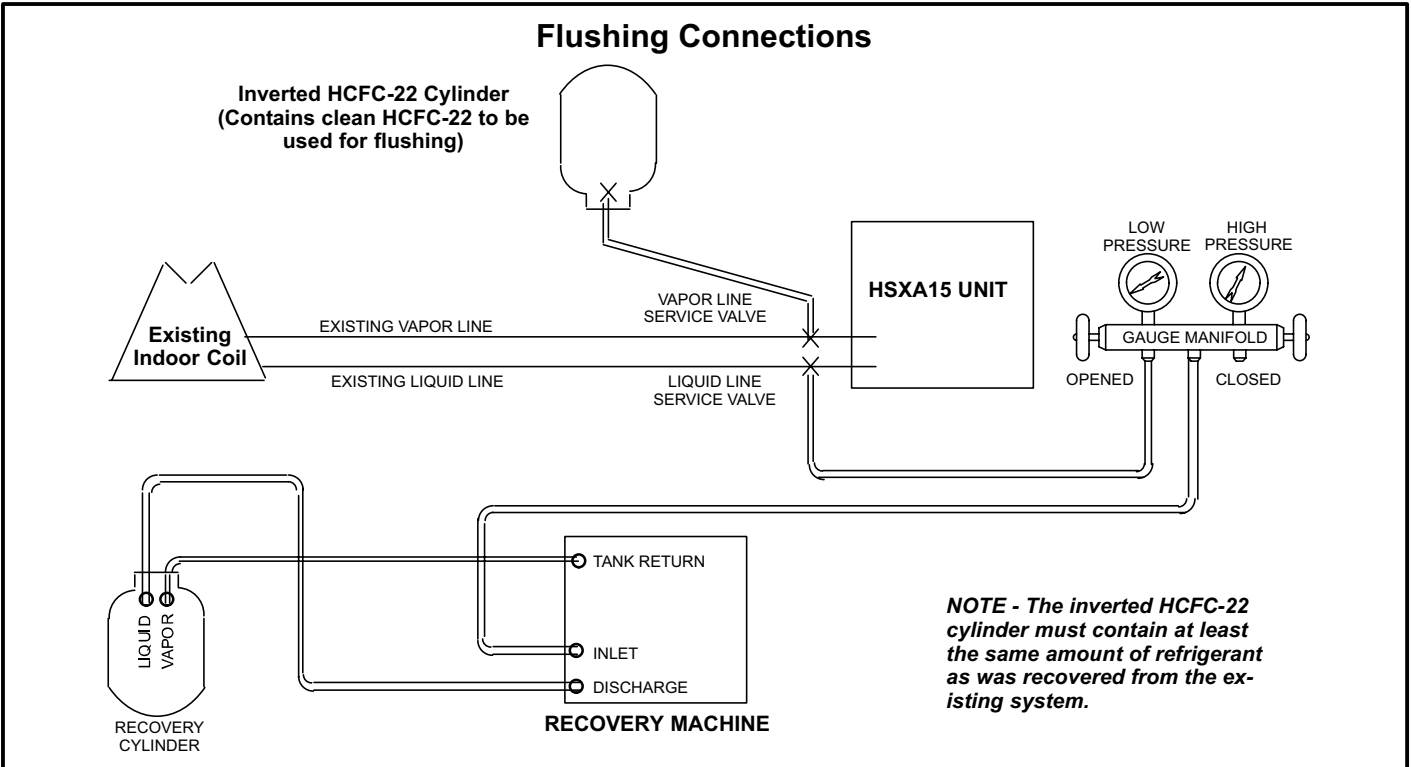 Flushing Connections
Inverted HCFC-22 Cylinder
(Contains clean HCFC-22 to be
used for flushing)
LOW
PRESSURE
HIGH
PRESSURE
HSXA15 UNIT
VAPOR LINE
SERVICE VALVE
GAUGE MANIFOLD
Existing
Indoor Coil
EXISTING VAPOR LINE
EXISTING LIQUID LINE
LIQUID LINE
SERVICE VALVE
OPENED
CLOSED
TANK RETURN
LIQUID
VAPOR
INLET
DISCHARGE
RECOVERY
CYLINDER
RECOVERY MACHINE
NOTE - The inverted HCFC-22
cylinder must contain at least
the same amount of refrigerant
as was recovered from the ex-
isting system.